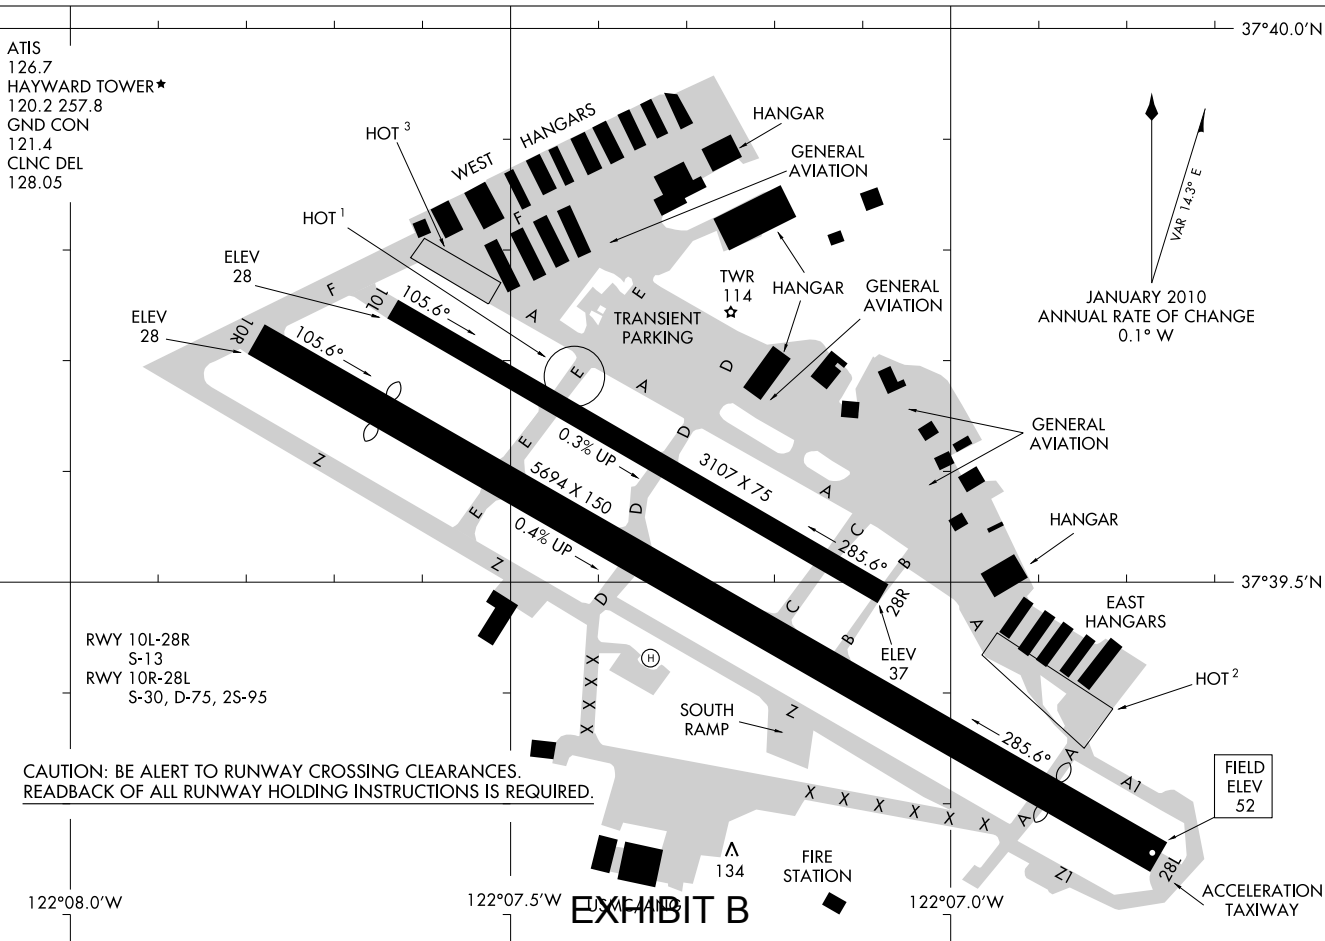 37°40.0'N
ATIS
126.7
HAYWARD TOWER★
120.2 257.8
GND CON
121.4
CLNC DEL
128.05
HOT 3
WEST HANGARS
HANGAR
GENERAL
AVIATION
VAR 14.3° E
HOT 1
F
ELEV
28
ELEV
28
F
10L
105.6°
A
E
TWR
114
HANGAR
GENERAL
AVIATION
JANUARY 2010
ANNUAL RATE OF CHANGE
0.1° W
TRANSIENT
PARKING
10R
105.6°
E
A
D
GENERAL
AVIATION
Z
E
D
0.3% UP
3107 X 75
5694 X 150
A
E
D
0.4% UP
C
285.6°
HANGAR
Z
B
37°39.5'N
D
C
28R
A
EAST
HANGARS
RWY 10L-28R
S-13
RWY 10R-28L
S-30, D-75, 2S-95
H
B
ELEV
37
HOT 2
X
X
X
X
SOUTH
RAMP
Z
285.6°
A
A1
CAUTION: BE ALERT TO RUNWAY CROSSING CLEARANCES.
READBACK OF ALL RUNWAY HOLDING INSTRUCTIONS IS REQUIRED.
X X X X X X
A
FIELD
ELEV
52
134
FIRE
STATION
Z1
28L
ACCELERATION
TAXIWAY
122°08.0'W
122°07.5'W
122°07.0'W
EXHIBIT B